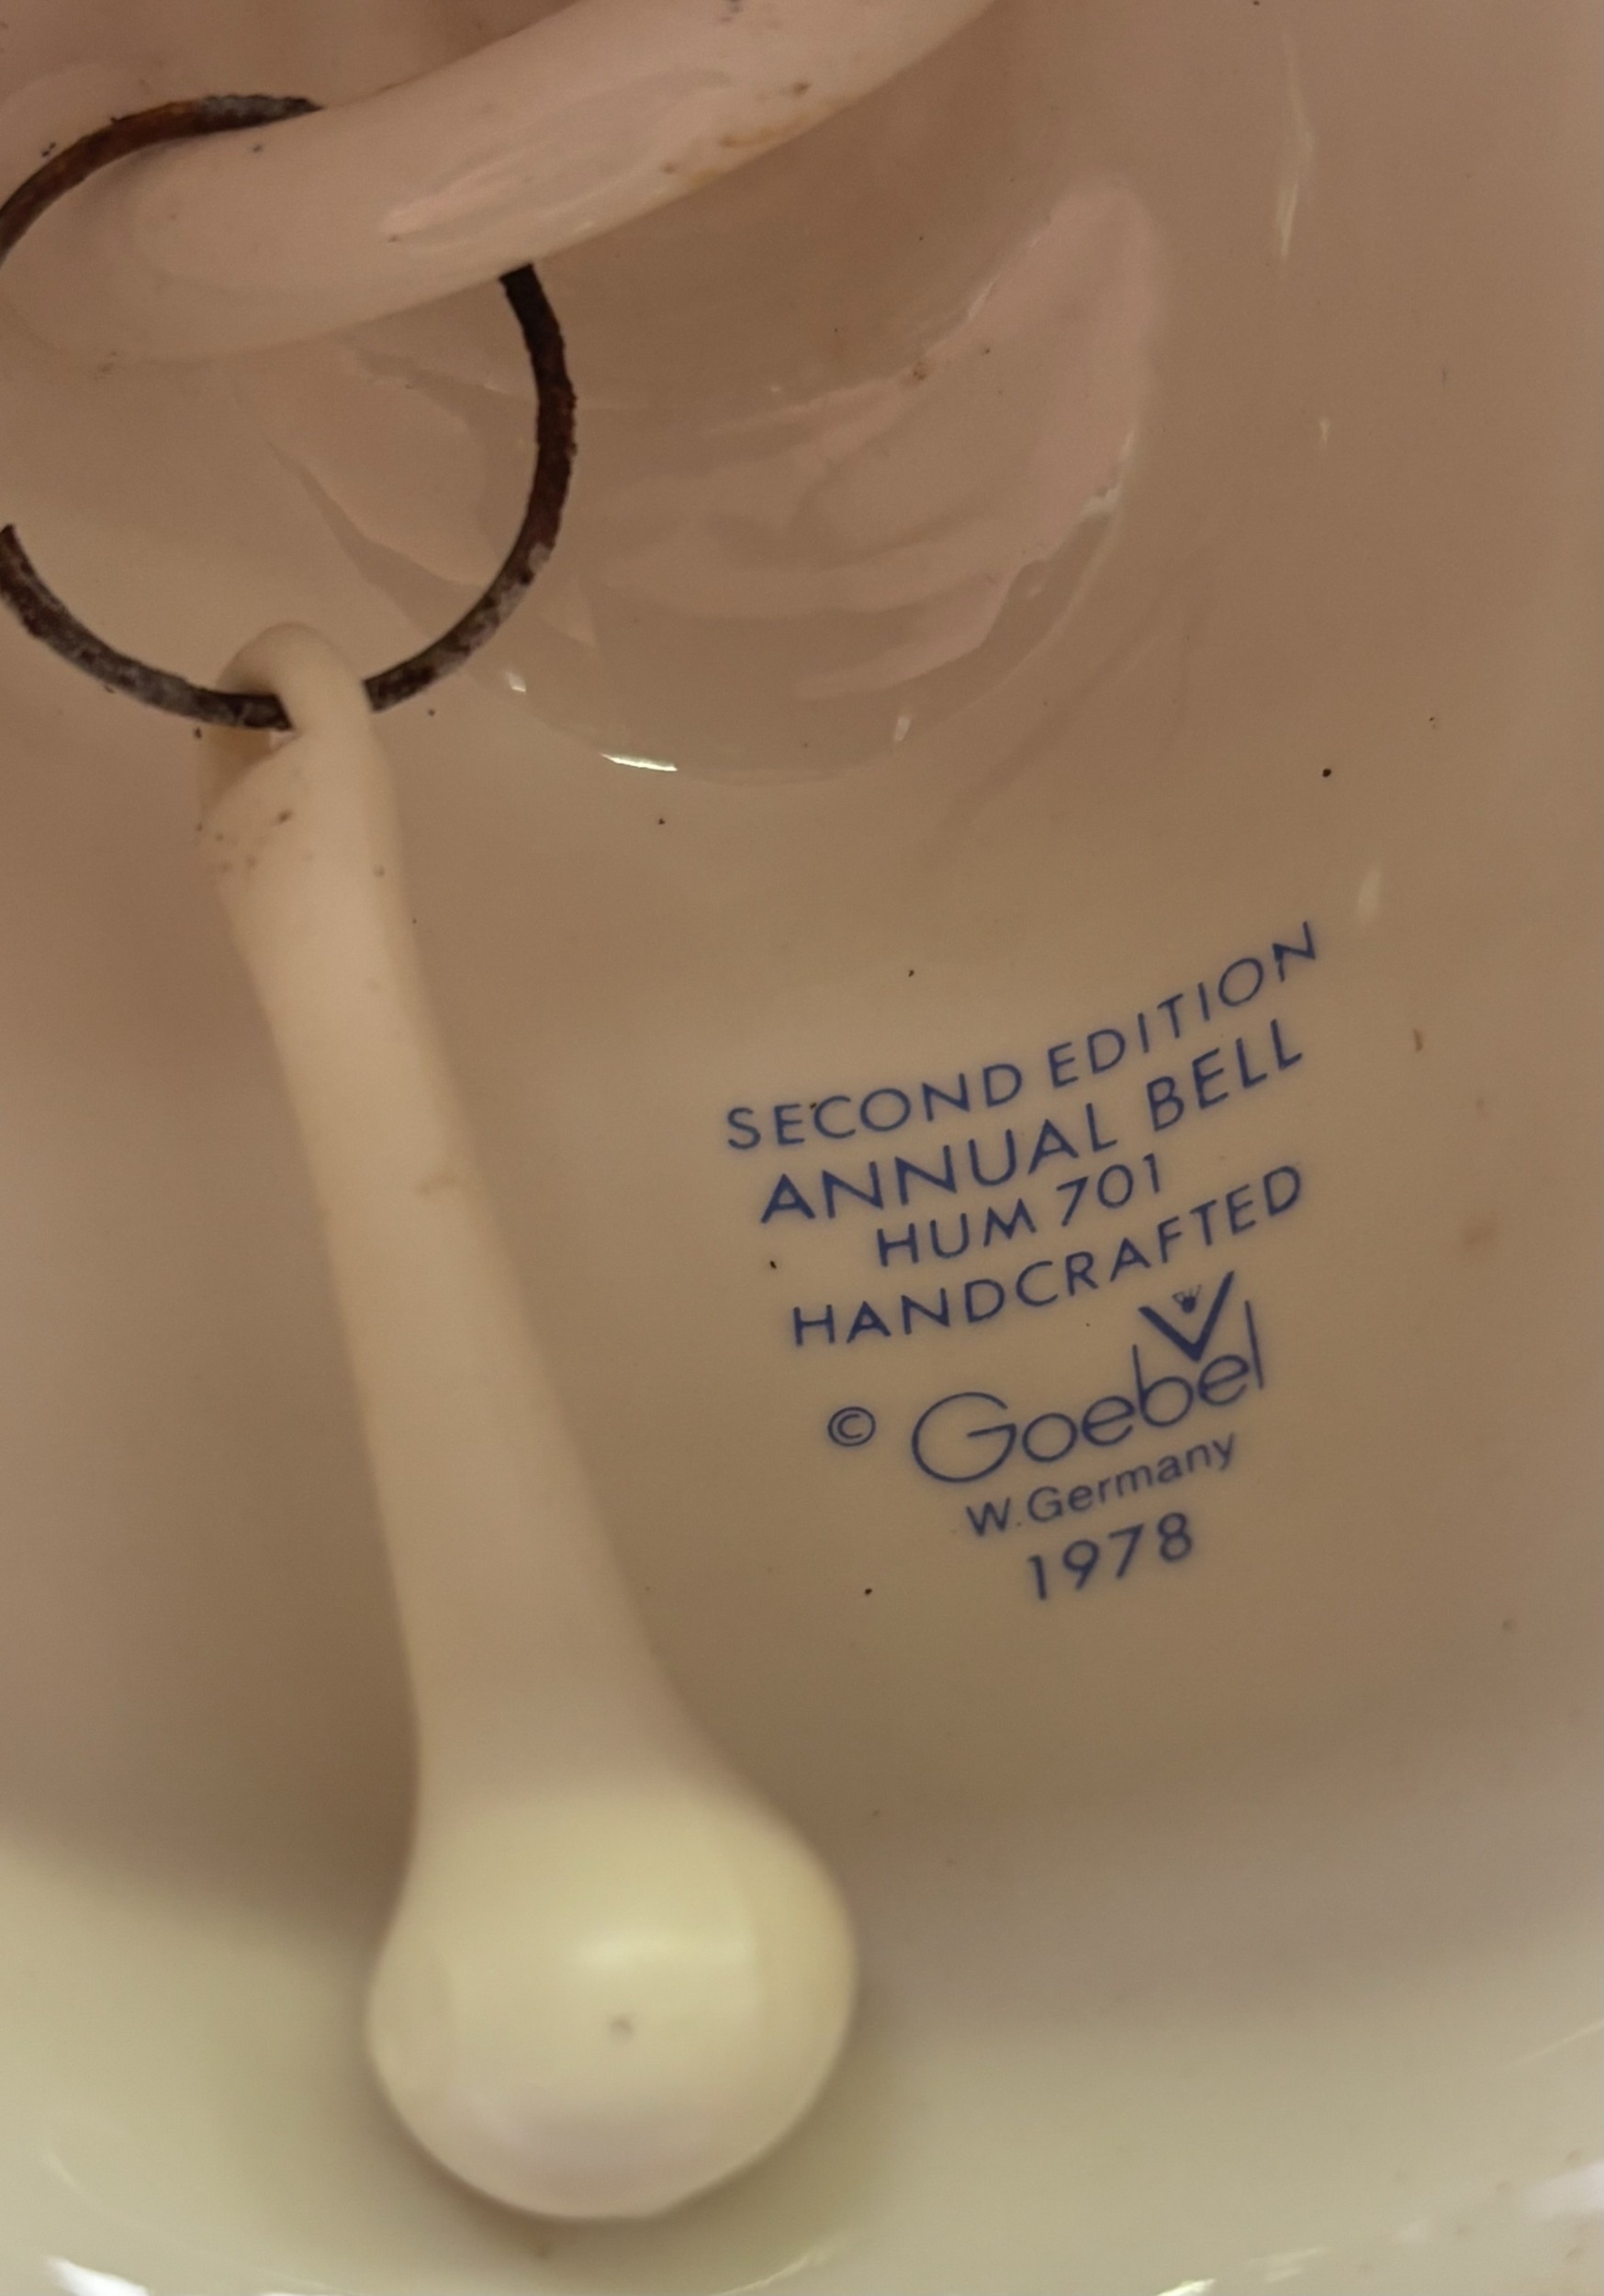 SECOND EDITION
ANNUAL BELL
HUM 701
HANDCRAFTED
© Goebel
W. Germany
1978